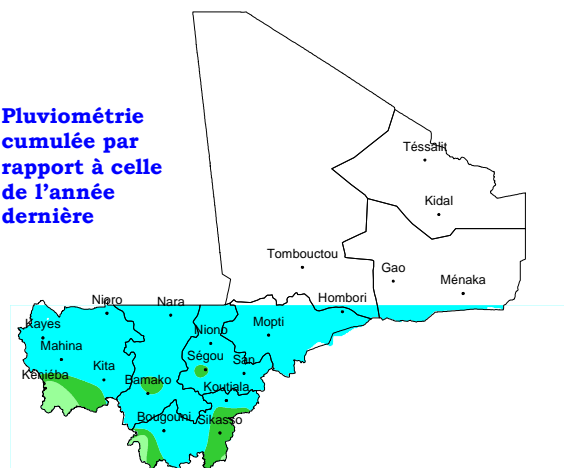 Pluviométrie
cumulée par
rapport à celle
de l'année
dernière
Téssalit
Kidal
Tombouctou
Gao
Ménaka
Hombori
Nioro
Nara
Kayes
Niono
Mopti
Mahina
Ségou
San
Kéniéba
Kita
Bamako
Koutiala
Bougouni
Sikasso